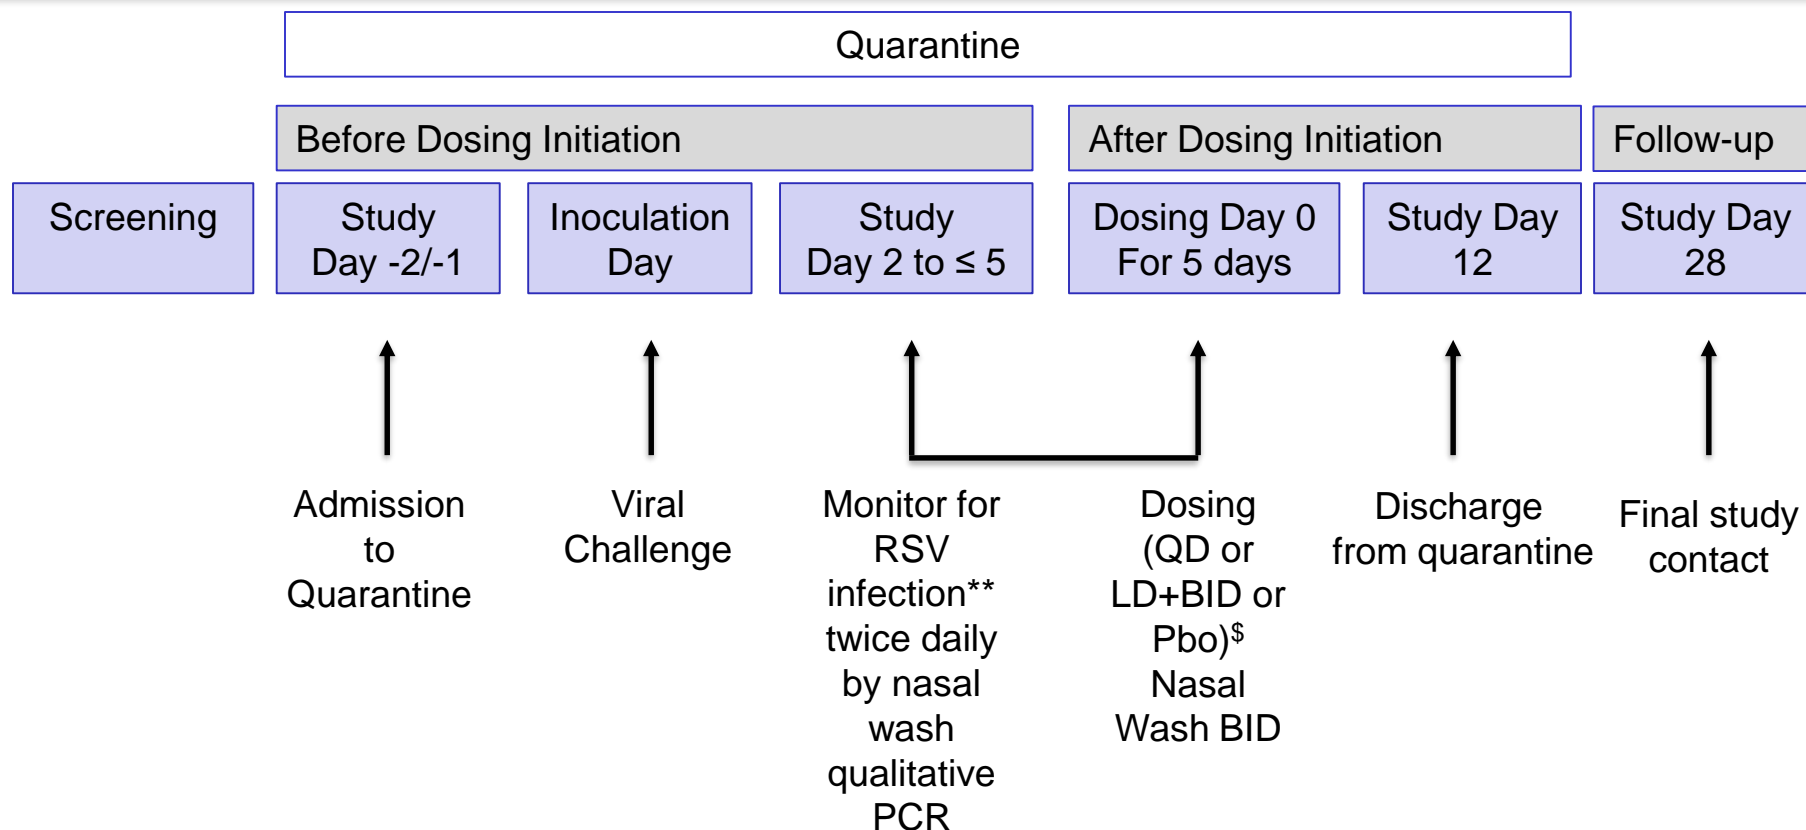 Quarantine
Before Dosing Initiation
After Dosing Initiation
Follow-up
Screening
Study
Day -2/-1
Inoculation
Day
Study
Day 2 to ≤ 5
Dosing Day 0
For 5 days
Study Day
12
Study Day
28
Admission
to
Quarantine
Viral
Challenge
Monitor for
RSV
infection**
twice daily
by nasal
wash
qualitative
PCR
Dosing
(QD or
LD+BID or
Pbo)$
Nasal
Wash BID
Discharge
from quarantine
Final study
contact